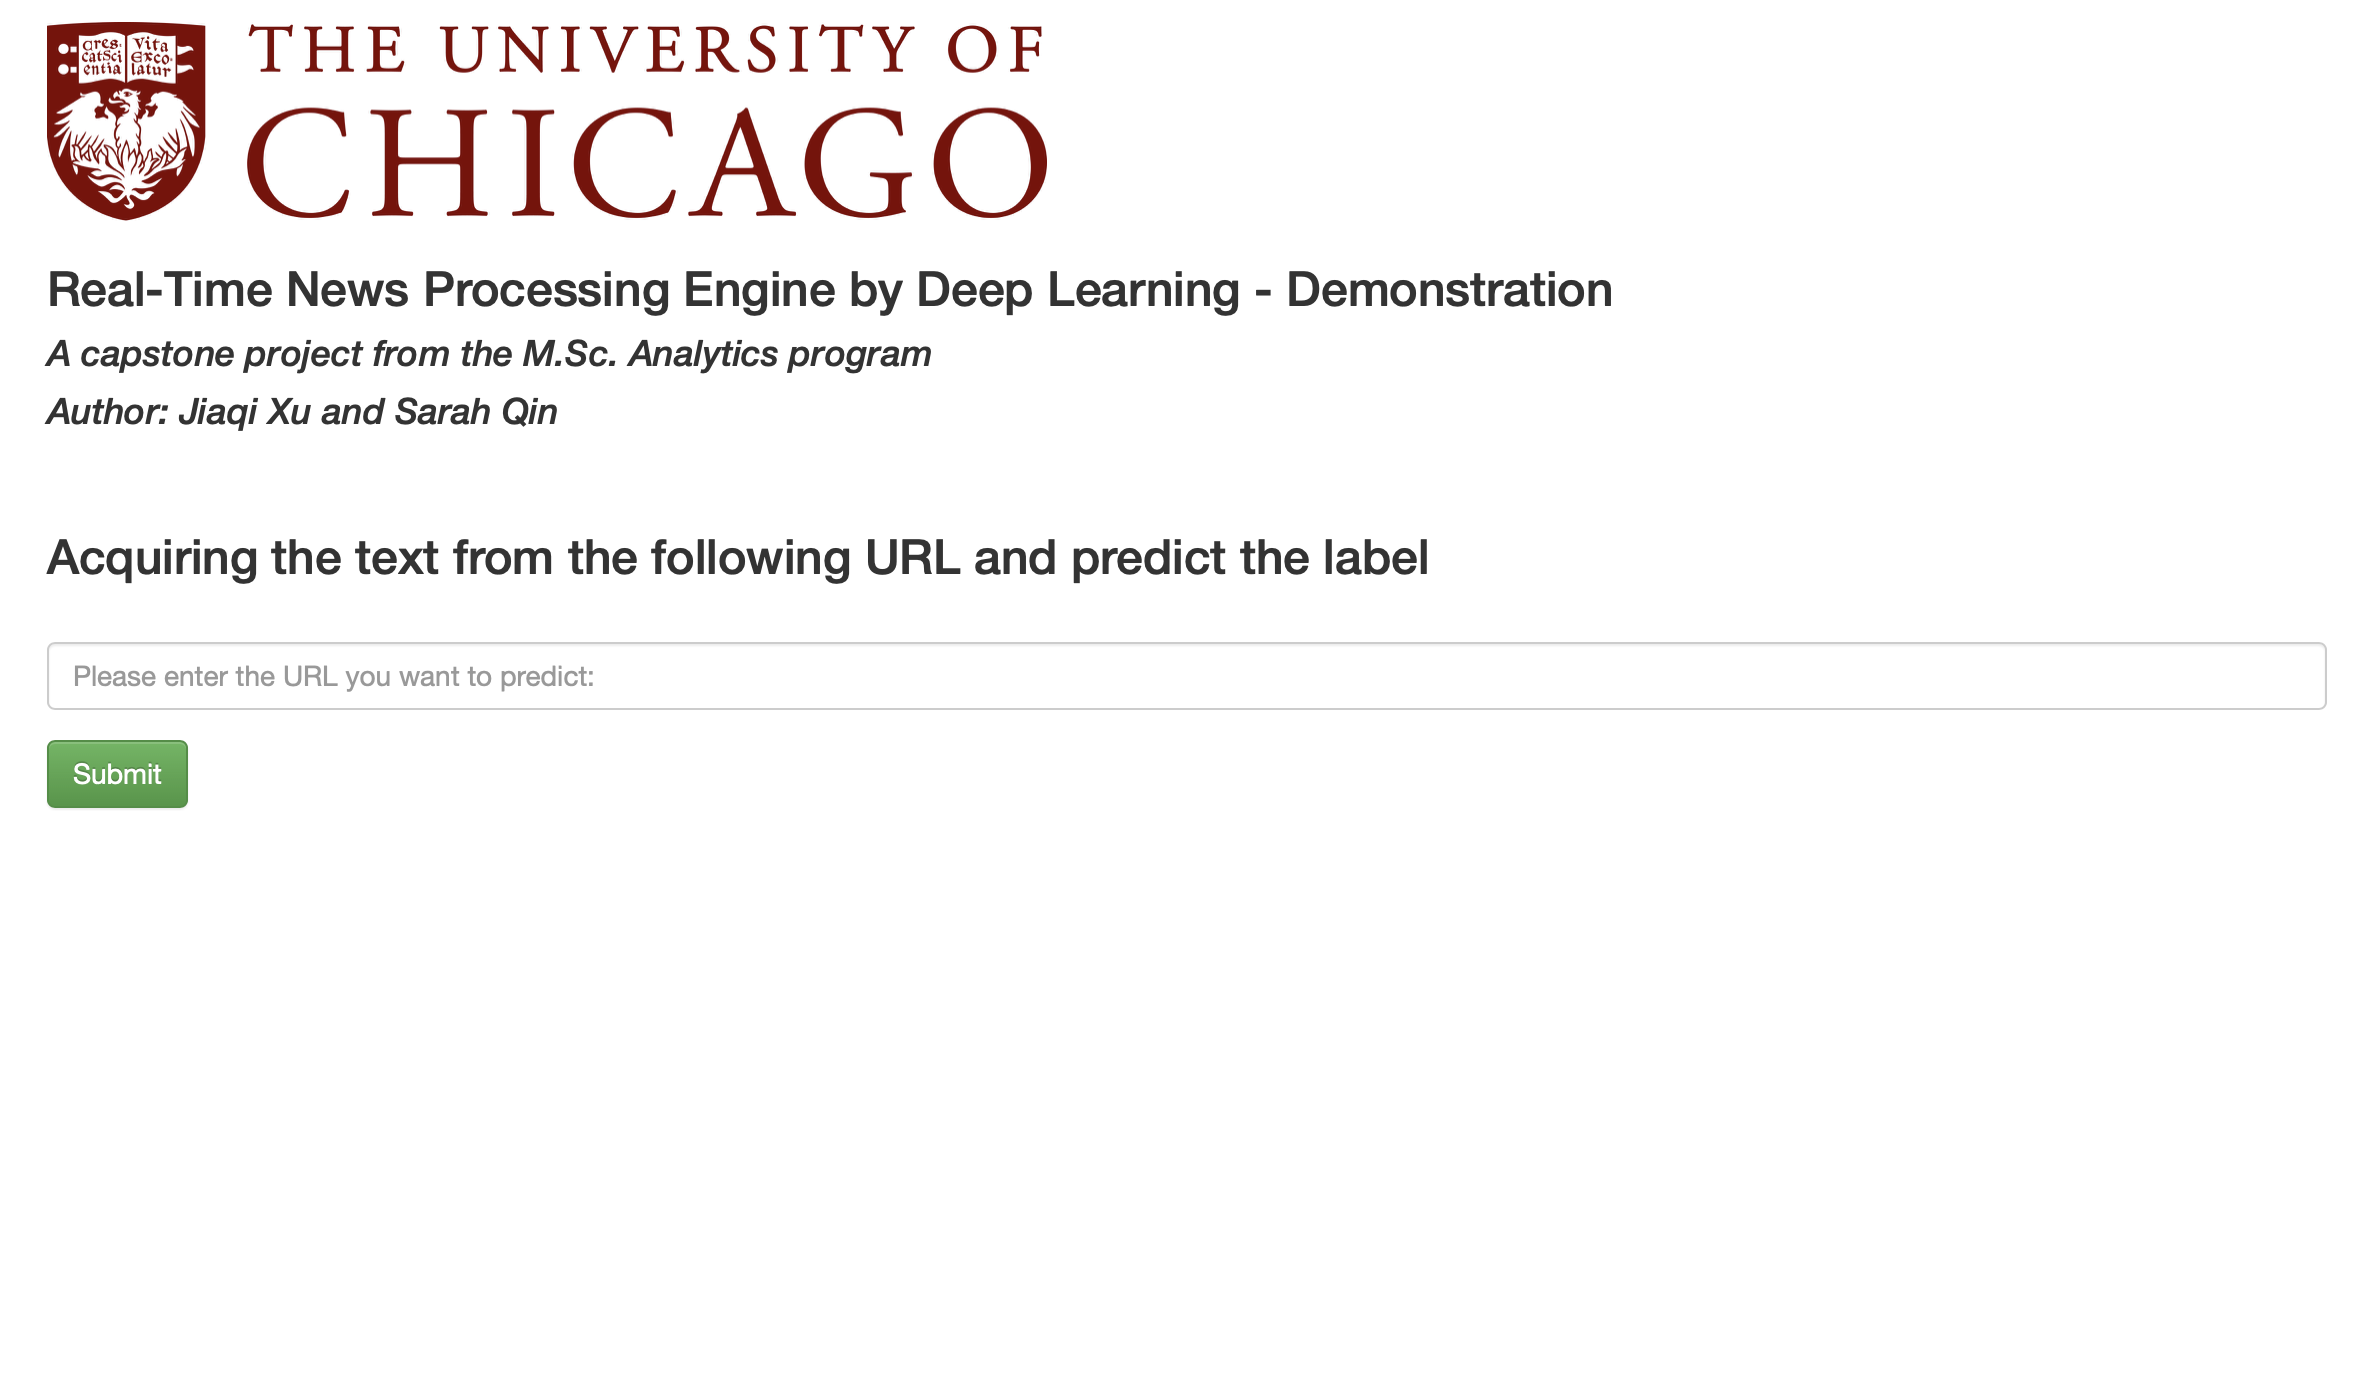 Cres- Vita
catSci Exco-
entia latur
THE UNIVERSITY OF
CHICAGO
Real-Time News Processing Engine by Deep Learning - Demonstration
A capstone project from the M.Sc. Analytics program
Author: Jiaqi Xu and Sarah Qin
Acquiring the text from the following URL and predict the label
Please enter the URL you want to predict:
Submit